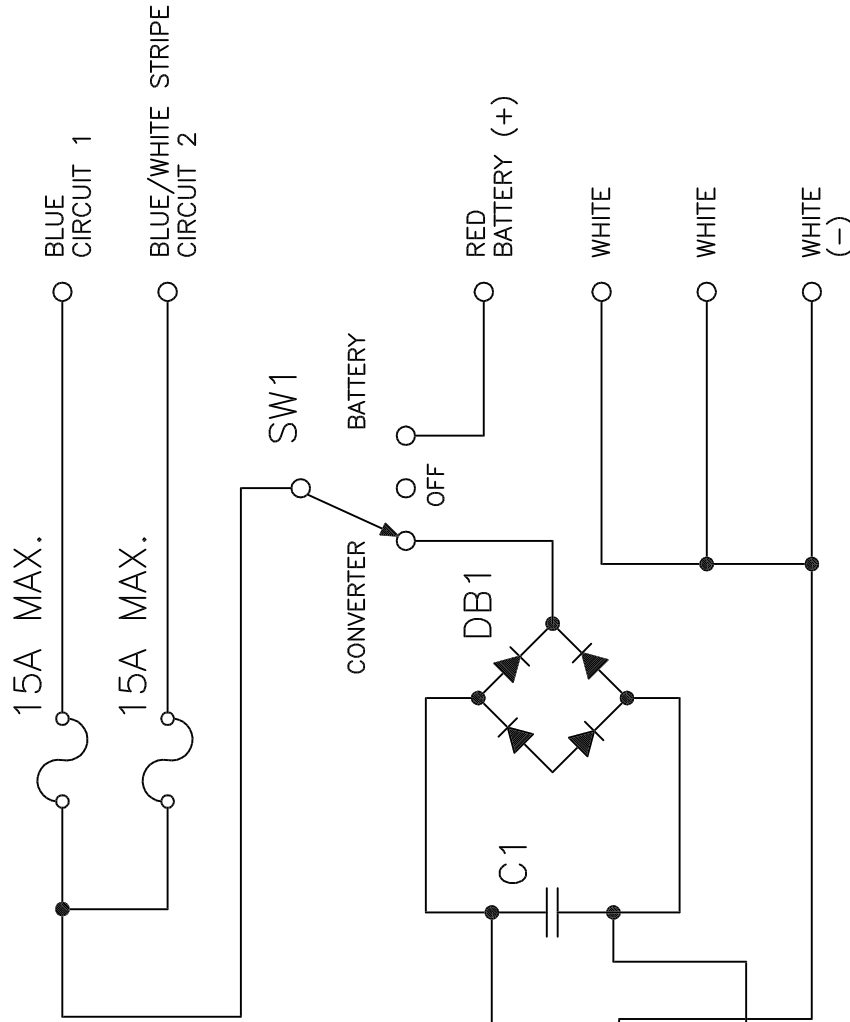 BLUE
CIRCUIT 1
BLUE/WHITE STRIPE
CIRCUIT 2
15A MAX.
15A MAX.
SW1
BATTERY
OFF
CONVERTER
RED
BATTERY (+)
WHITE
WHITE
WHITE
(−)
DB1
C1